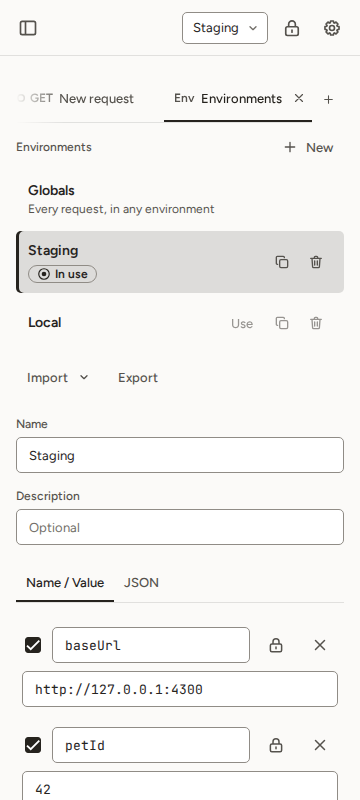 Staging
GET New request
Env Environments
Environments
New
Globals
Every request, in any environment
Staging
In use
Local
Use
Import
Export
Name
Staging
Description
Optional
Name / Value
JSON
baseUrl
http://127.0.0.1:4300
petId
42